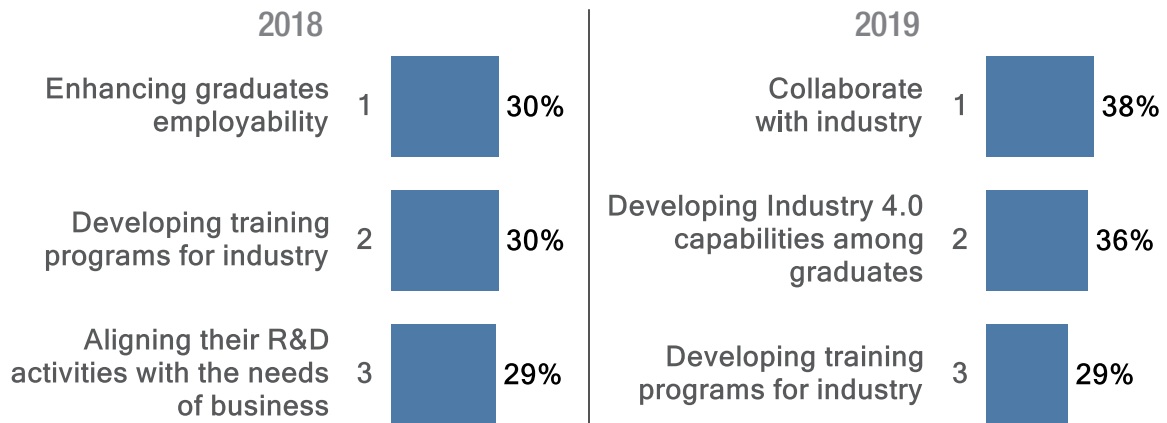 2018
Enhancing graduates
employability
1
30%
Developing training
programs for industry
2
30%
Aligning their R&D
activities with the needs
of business
3
29%
2019
Collaborate
with industry
1
38%
Developing Industry 4.0
capabilities among
graduates
2
36%
Developing training
programs for industry
3
29%